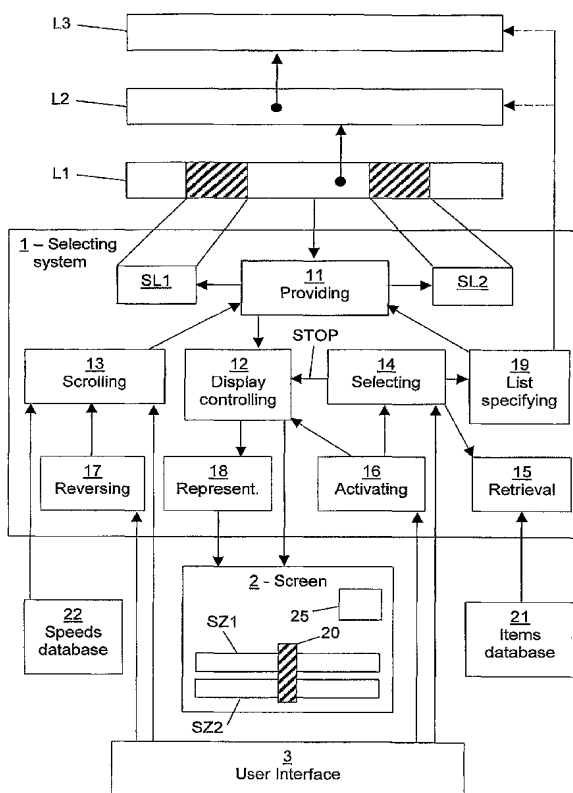 L3
L2
L1
1 – Selecting system
SL1
11 Providing
SL2
STOP
13 Scrolling
12 Display controlling
14 Selecting
19 List specifying
17 Reversing
18 Represent.
16 Activating
15 Retrieval
22 Speeds database
2 - Screen
25
SZ1
20
SZ2
21 Items database
3 User Interface